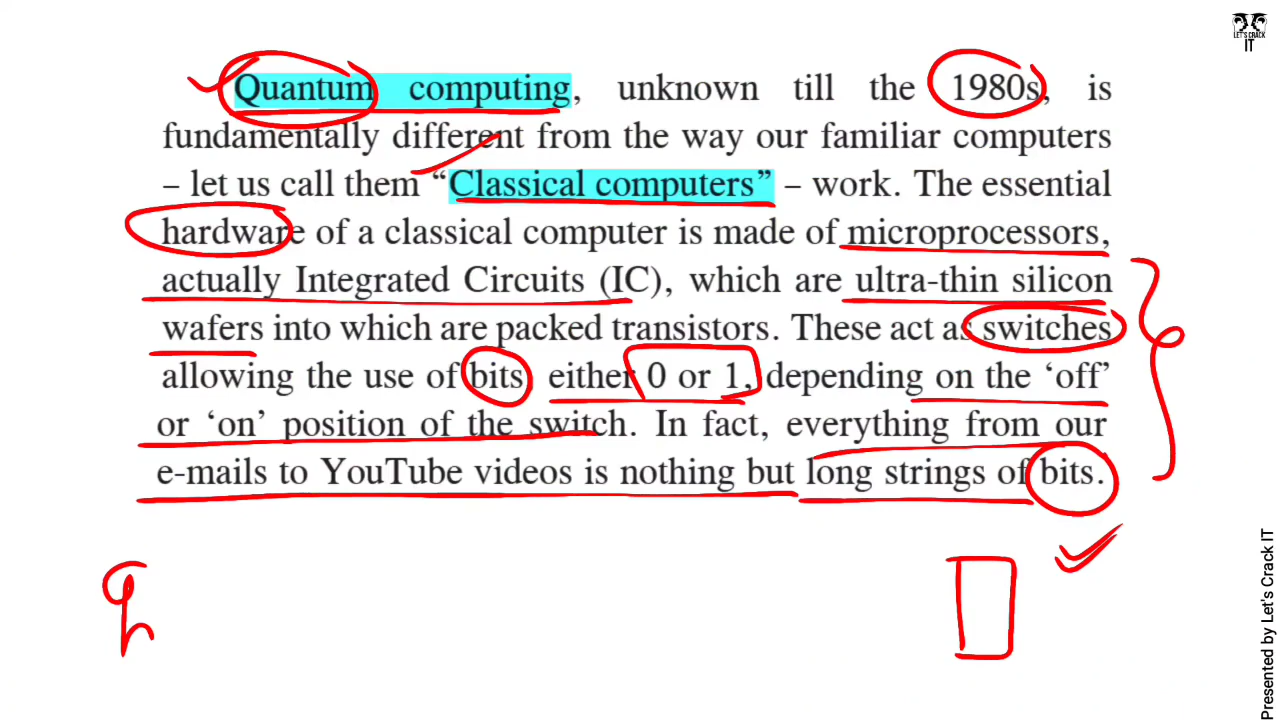 LET'S CRACK
IT
Quantum computing, unknown till the 1980s, is
fundamentally different from the way our familiar computers
– let us call them “Classical computers” – work. The essential
hardware of a classical computer is made of microprocessors,
actually Integrated Circuits (IC), which are ultra-thin silicon
wafers into which are packed transistors. These act as switches
allowing the use of bits either 0 or 1, depending on the ‘off’
or ‘on’ position of the switch. In fact, everything from our
e-mails to YouTube videos is nothing but long strings of bits.
Presented by Let's Crack IT